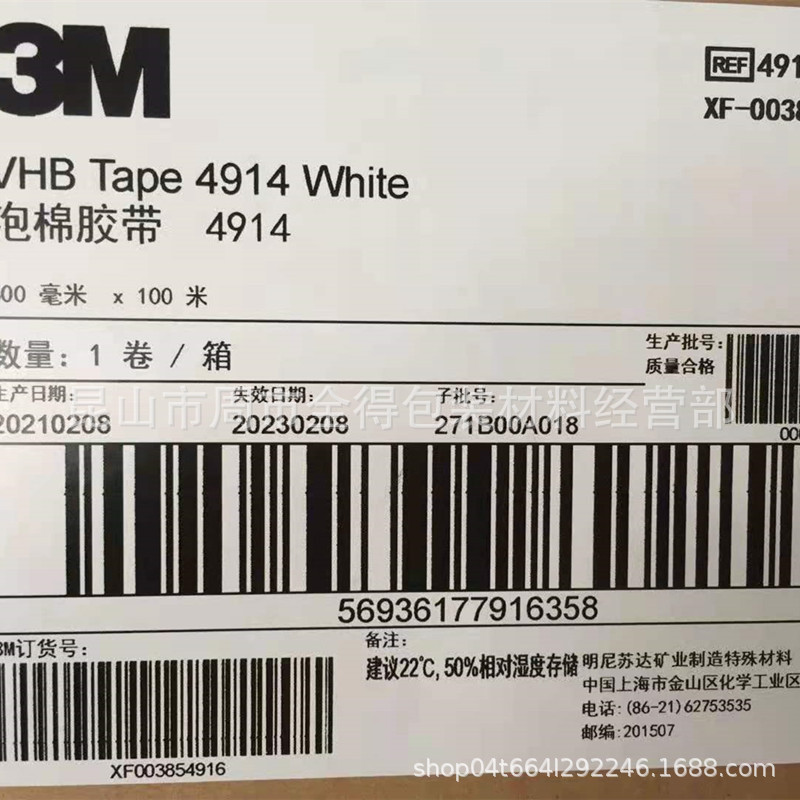 3M
REF 491
XF-0038
VHB Tape 4914 White
泡棉胶带 4914
00 毫米 x 100 米
数量: 1 卷 / 箱
生产批号:
质量合格
生产日期: 失效日期: 子批号:
20210208 20230208 271B00A018
00
56936177916358
3M订货号:
XF003854916
备注:
建议22℃, 50%相对湿度存储
明尼苏达矿业制造特殊材料
中国上海市金山区化学工业区
电话: (86-21)62753535
邮编: 201507
shop04t664l292246.1688.com